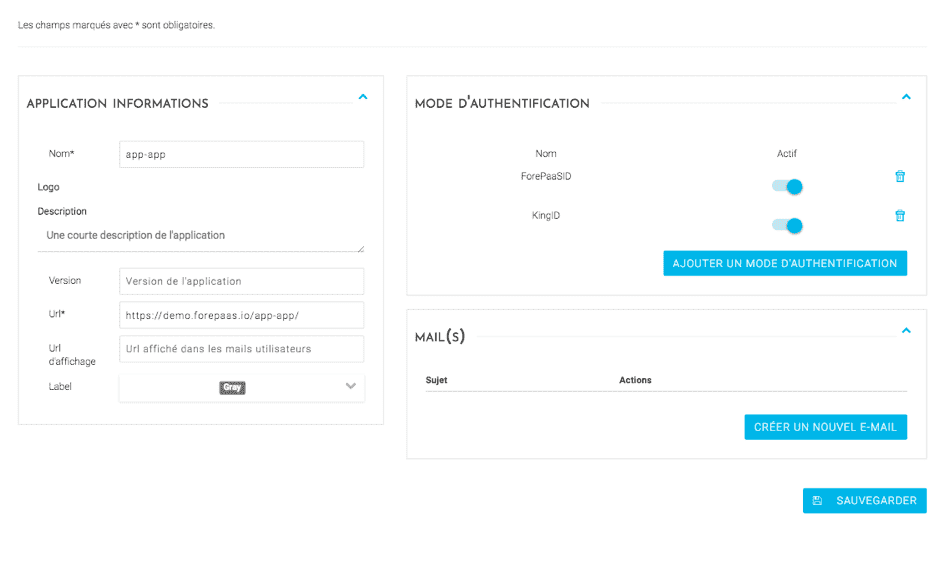 Les champs marqués avec * sont obligatoires.
APPLICATION INFORMATIONS
Nom*
app-app
Logo
Description
Une courte description de l'application
Version
Version de l'application
Url*
https://demo.forepaas.io/app-app/
Url d'affichage
Url affiché dans les mails utilisateurs
Label
Gray
MODE D'AUTHENTIFICATION
Nom Actif
ForePaaSID
KingID
AJOUTER UN MODE D'AUTHENTIFICATION
MAIL(S)
Sujet Actions
CRÉER UN NOUVEL E-MAIL
SAUVEGARDER